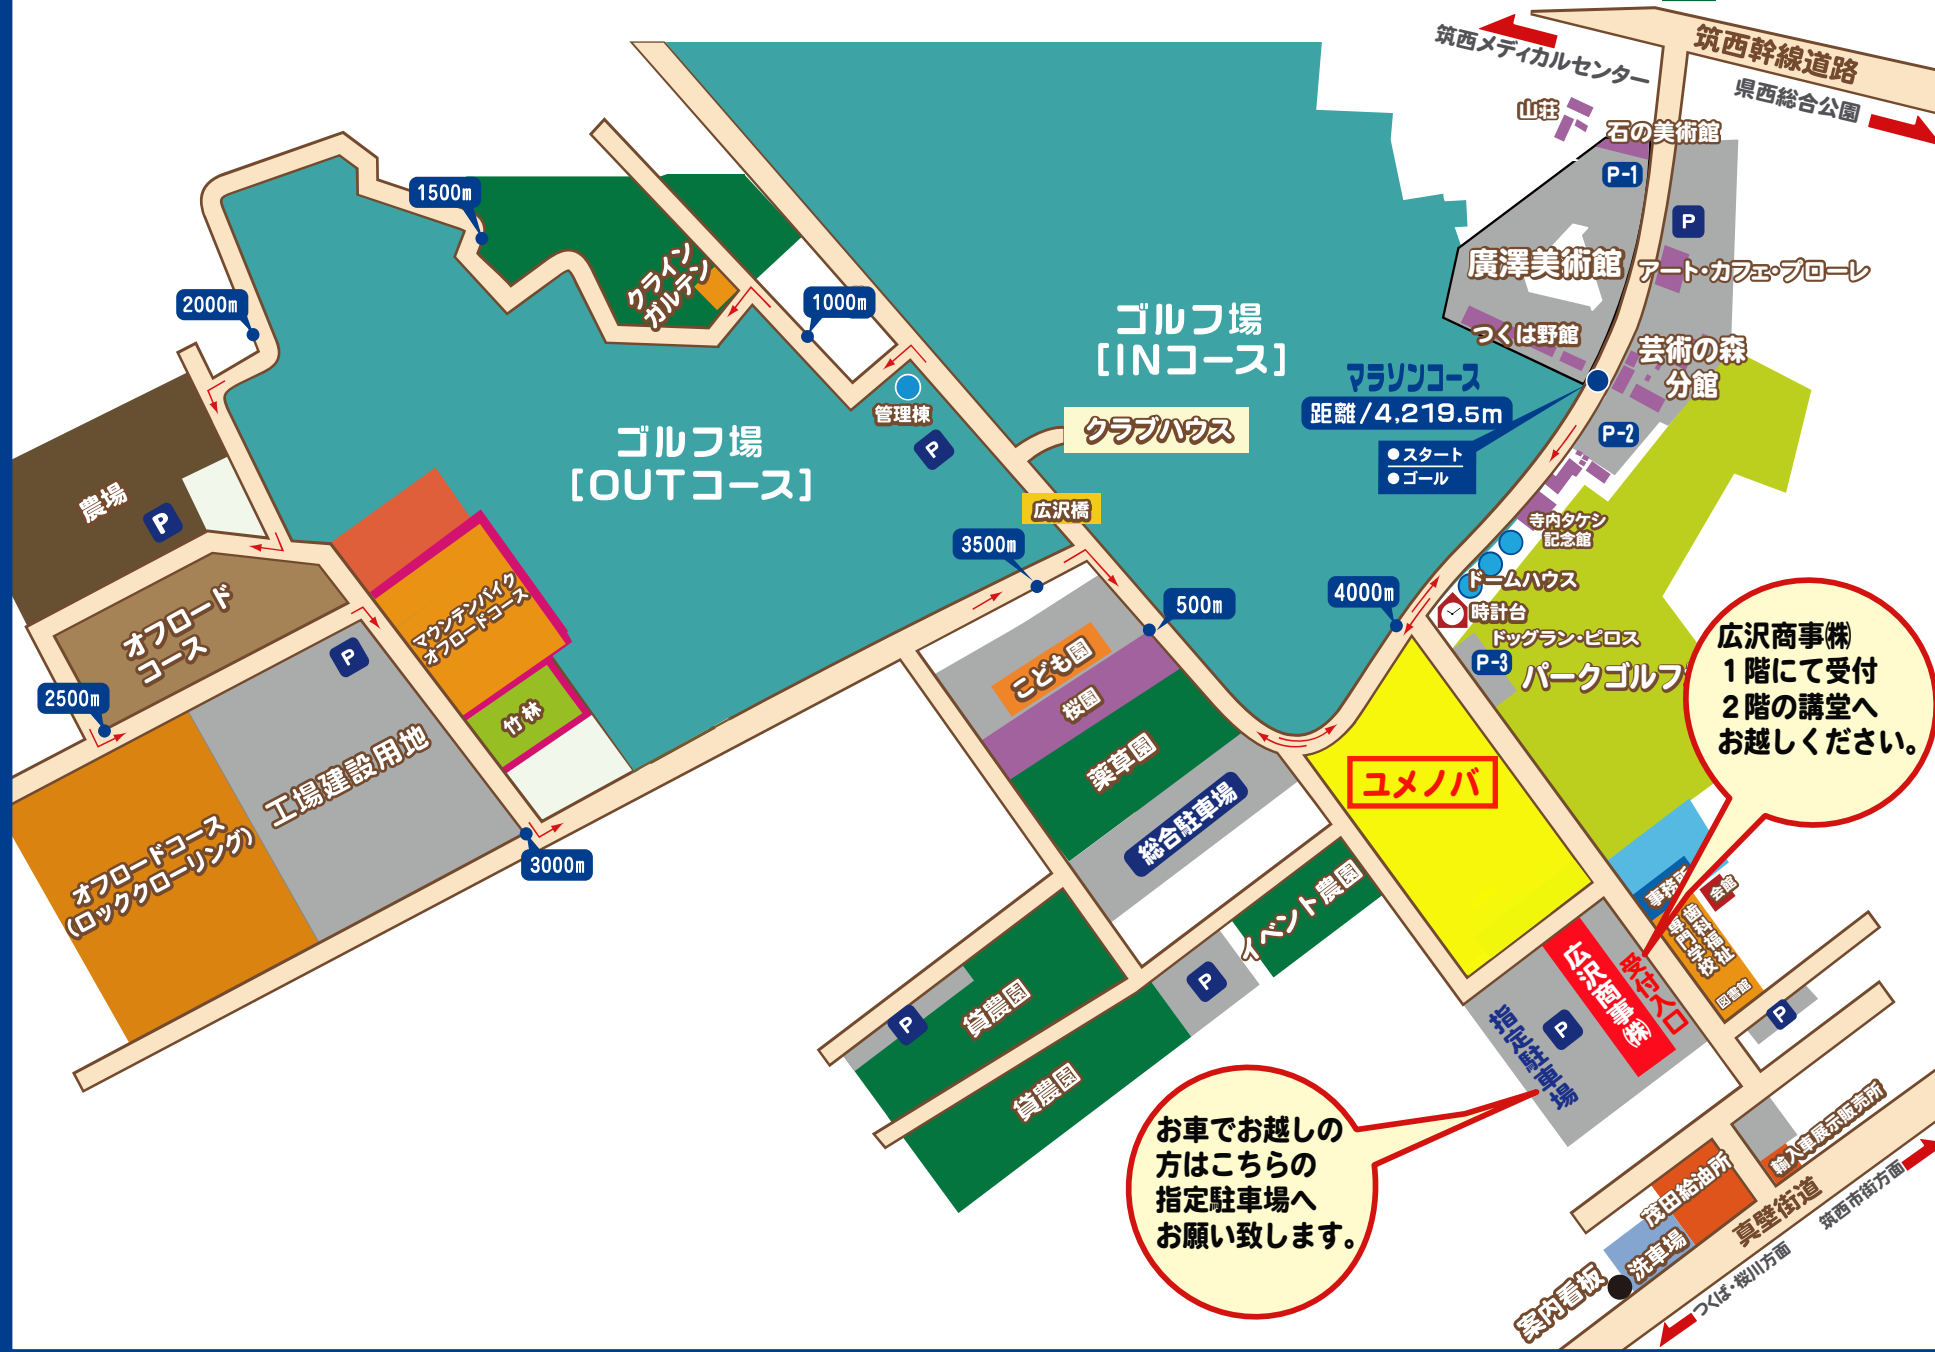 筑西幹線道路
筑西メディカルセンター
県西総合公園
山荘
石の美術館
P-1
P
廣澤美術館
アート・カフェ・ブローレ
つくは野館
芸術の森
分館
P-2
マラソンコース
距離/4,219.5m
●スタート
●ゴール
ゴルフ場
[INコース]
クラブハウス
1500m
クライン
ガルテン
1000m
2000m
管理棟
P
ゴルフ場
[OUTコース]
広沢橋
3500m
500m
4000m
寺内タケシ
記念館
ドームハウス
時計台
ドッグラン・ピロス
P-3
パークゴルフ
農場
P
オフロード
コース
マウンテンバイク
オフロードコース
P
竹林
2500m
工場建設用地
オフロードコース
(ロッククローリング)
3000m
こども園
桜園
薬草園
総合駐車場
ユメノバ
広沢商事㈱
1階にて受付
2階の講堂へ
お越しください。
イベント農園
P
貸農園
P
貸農園
事務所
会館
歯科福祉
専門学校
図書館
P
広沢商事㈱
受付入口
P
指定駐車場
お車でお越しの
方はこちらの
指定駐車場へ
お願い致します。
輸入車展示販売所
茂田給油所
洗車場
案内看板
真壁街道
筑西市街方面
つくば・桜川方面